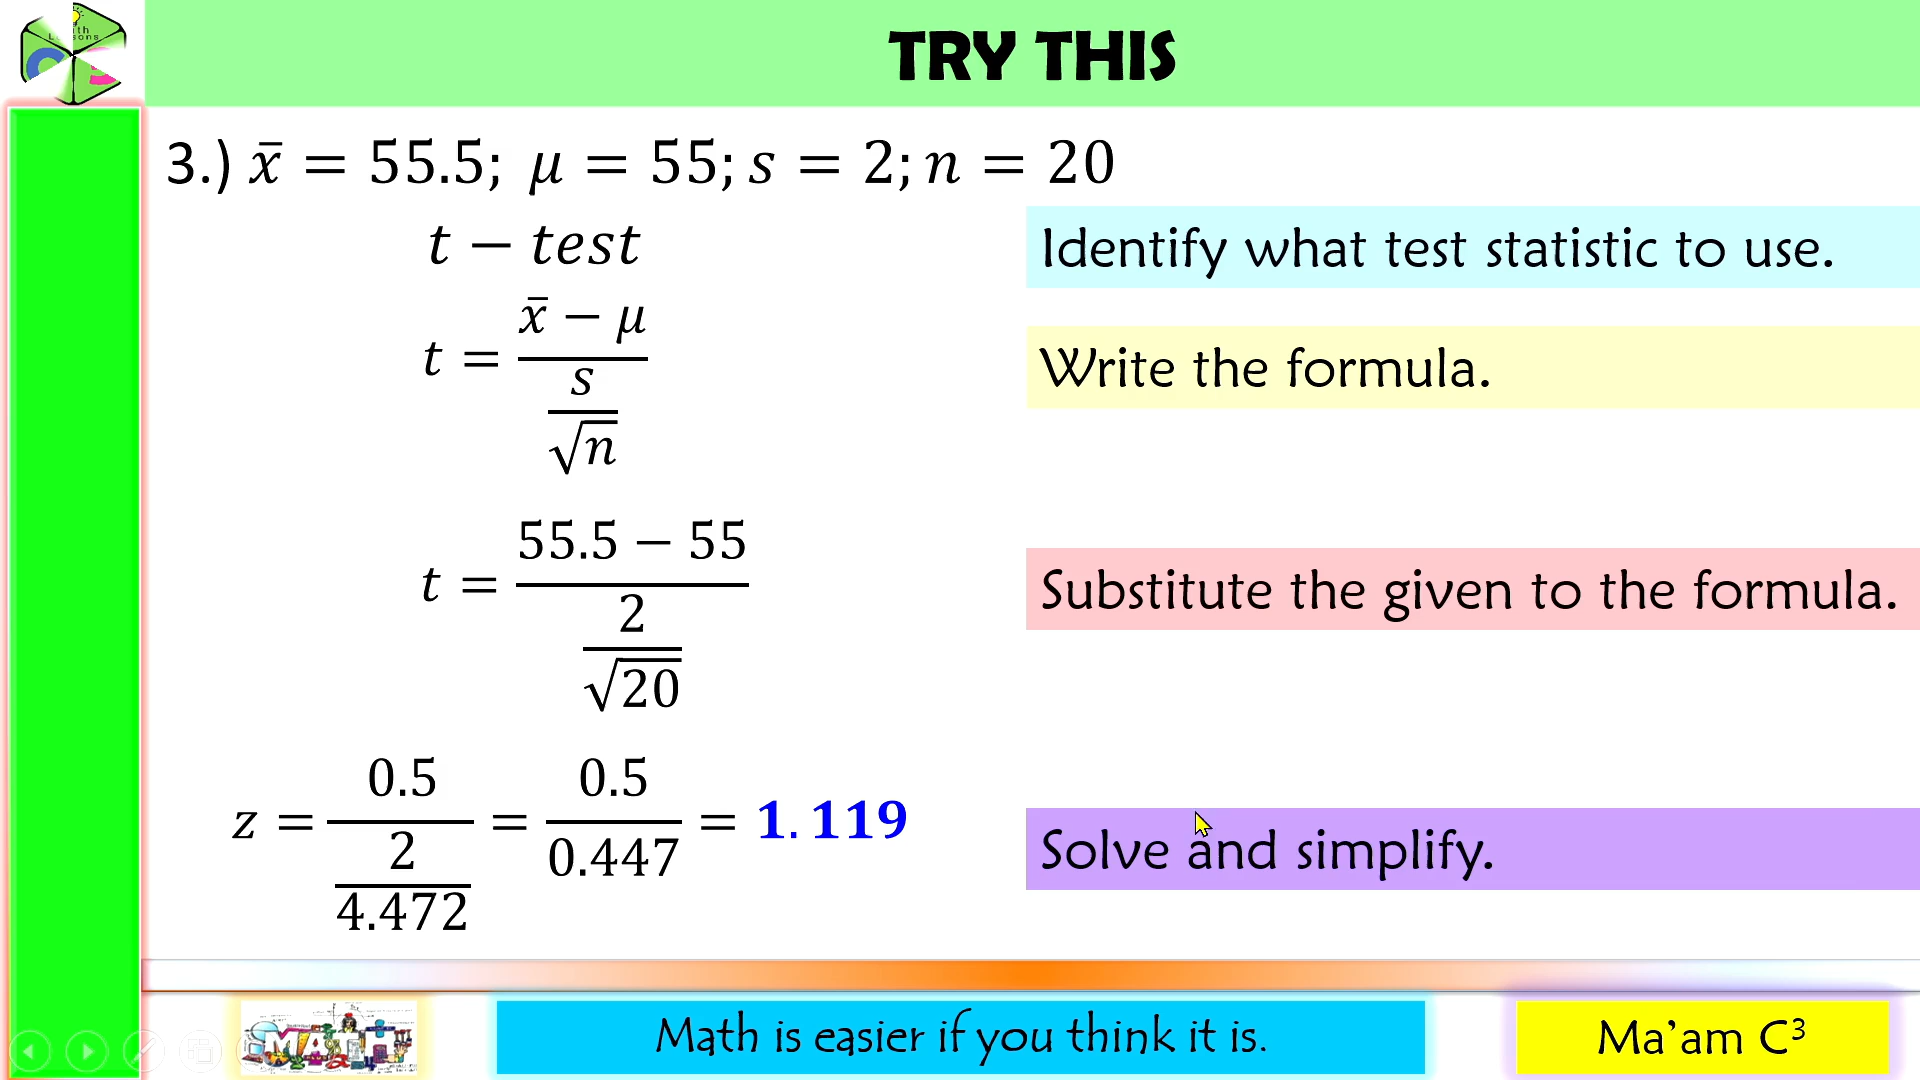 TRY THIS
3.) x̄ = 55.5; μ = 55; s = 2; n = 20
t − test
Identify what test statistic to use.
t = (x̄ − μ) / (s / √n)
Write the formula.
t = (55.5 − 55) / (2 / √20)
Substitute the given to the formula.
z = 0.5 / (2 / 4.472) = 0.5 / 0.447 = 1.119
Solve and simplify.
MATH
Math is easier if you think it is.
Ma’am C³